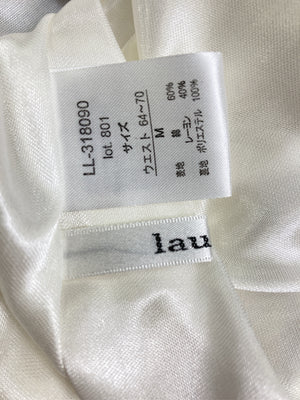 LL-318090
lot. 801
サイズ
ウエスト 64~70
M
表地 綿 60%
レーヨン 40%
裏地 ポリエステル 100%
lau